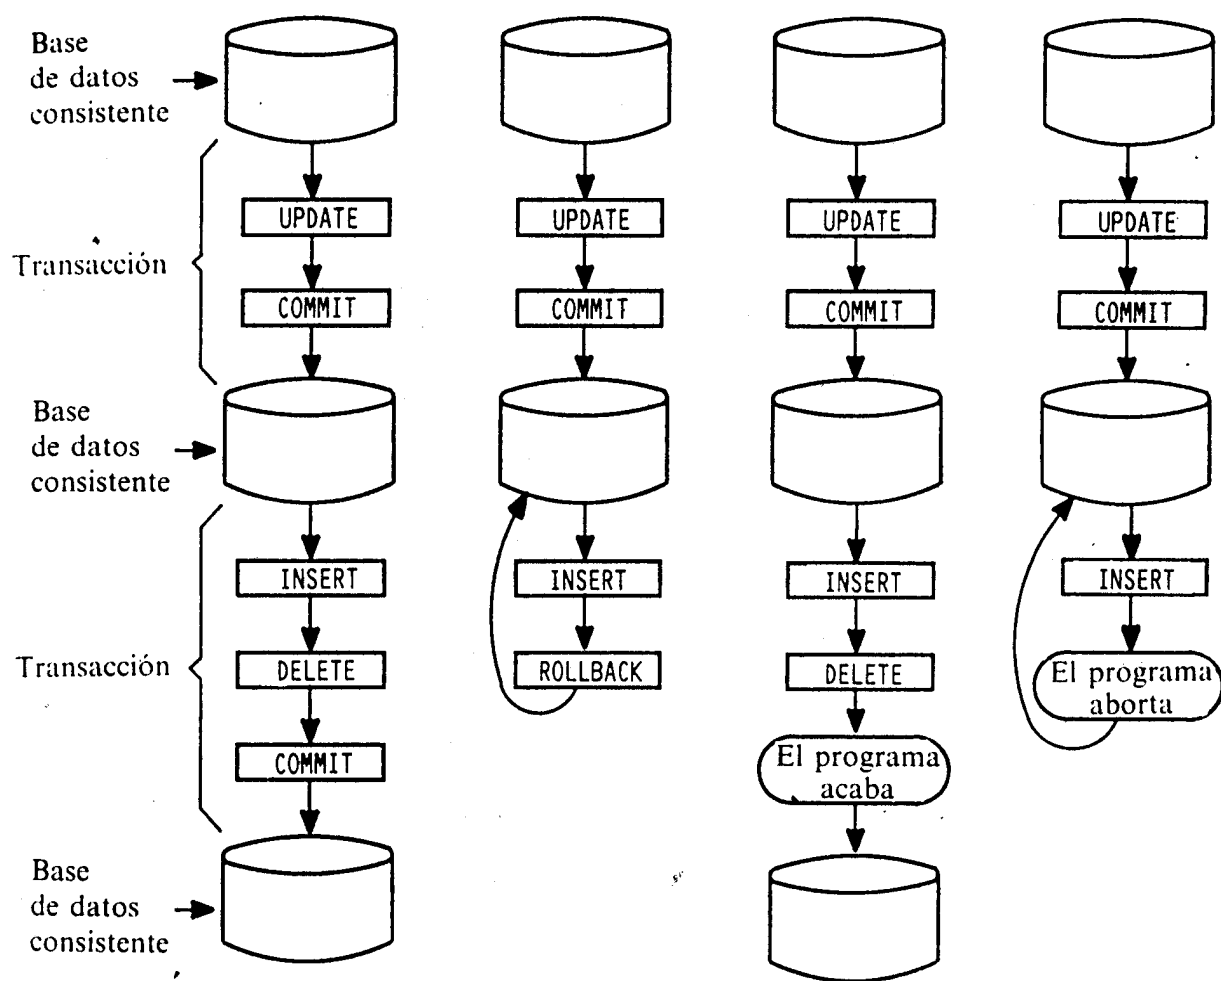 Base
de datos
consistente
UPDATE
UPDATE
UPDATE
UPDATE
Transacción
COMMIT
COMMIT
COMMIT
COMMIT
Base
de datos
consistente
INSERT
INSERT
INSERT
INSERT
Transacción
DELETE
ROLLBACK
DELETE
El programa
aborta
COMMIT
El programa
acaba
Base
de datos
consistente